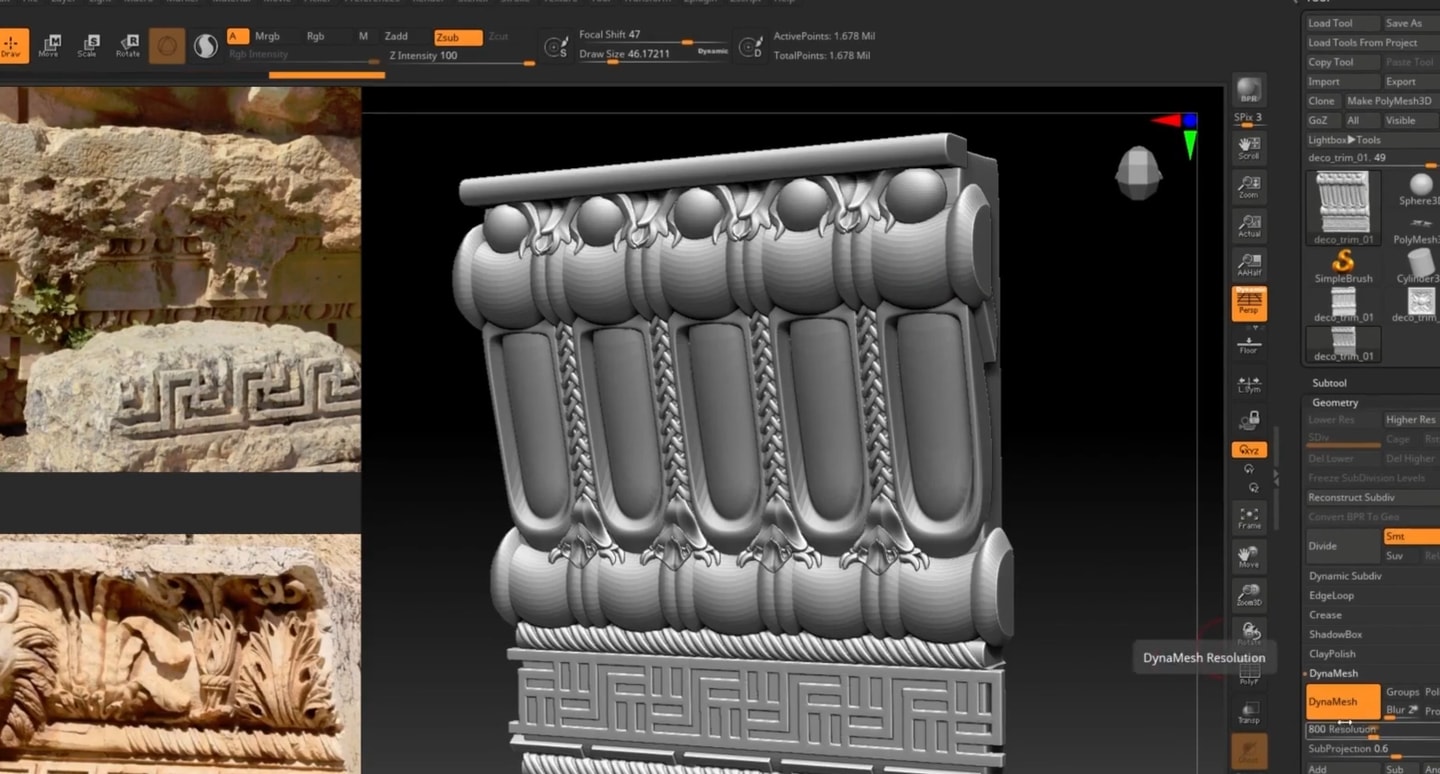 Draw
Move
Scale
Rotate
A
Mrgb
Rgb
M
Zadd
Zsub
Zcut
Rgb Intensity
Z Intensity 100
S
Focal Shift 47
Draw Size 46.17211
Dynamic
D
ActivePoints: 1.678 Mil
TotalPoints: 1.678 Mil
BPR
SPix 3
Scroll
Zoom
Actual
AAHalf
Dynamic
Persp
Floor
L.Sym
XYZ
Frame
Move
Zoom3D
Rotate
PolyF
Transp
DynaMesh Resolution
Tool
Load Tool
Save As
Load Tools From Project
Copy Tool
Paste Tool
Import
Export
Clone
Make PolyMesh3D
GoZ
All
Visible
Lightbox▶Tools
deco_trim_01. 49
deco_trim_01
Sphere3D
PolyMesh3
SimpleBrush
Cylinder3
deco_trim_01
deco_trim_
deco_trim_01
Subtool
Geometry
Lower Res
Higher Res
SDiv
Cage
Rst
Del Lower
Del Higher
Freeze SubDivision Levels
Reconstruct Subdiv
Convert BPR To Geo
Divide
Smt
Suv
Rel
Dynamic Subdiv
EdgeLoop
Crease
ShadowBox
ClayPolish
DynaMesh
DynaMesh
Groups
Pol
Blur 2
Pro
800 Resolution
SubProjection 0.6
Add
Sub
And